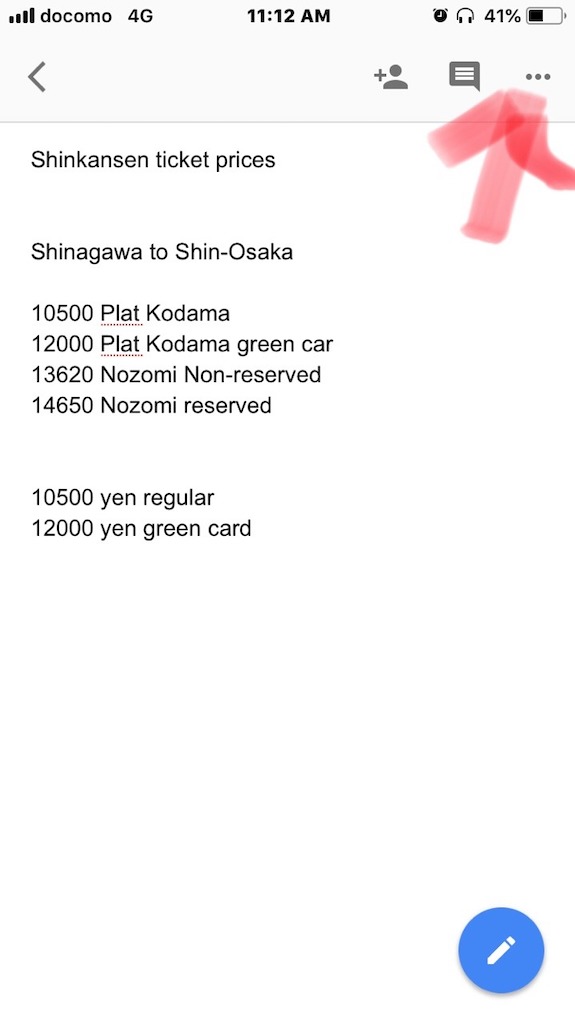 docomo 4G 11:12 AM 41%
Shinkansen ticket prices
Shinagawa to Shin-Osaka
10500 Plat Kodama
12000 Plat Kodama green car
13620 Nozomi Non-reserved
14650 Nozomi reserved
10500 yen regular
12000 yen green card